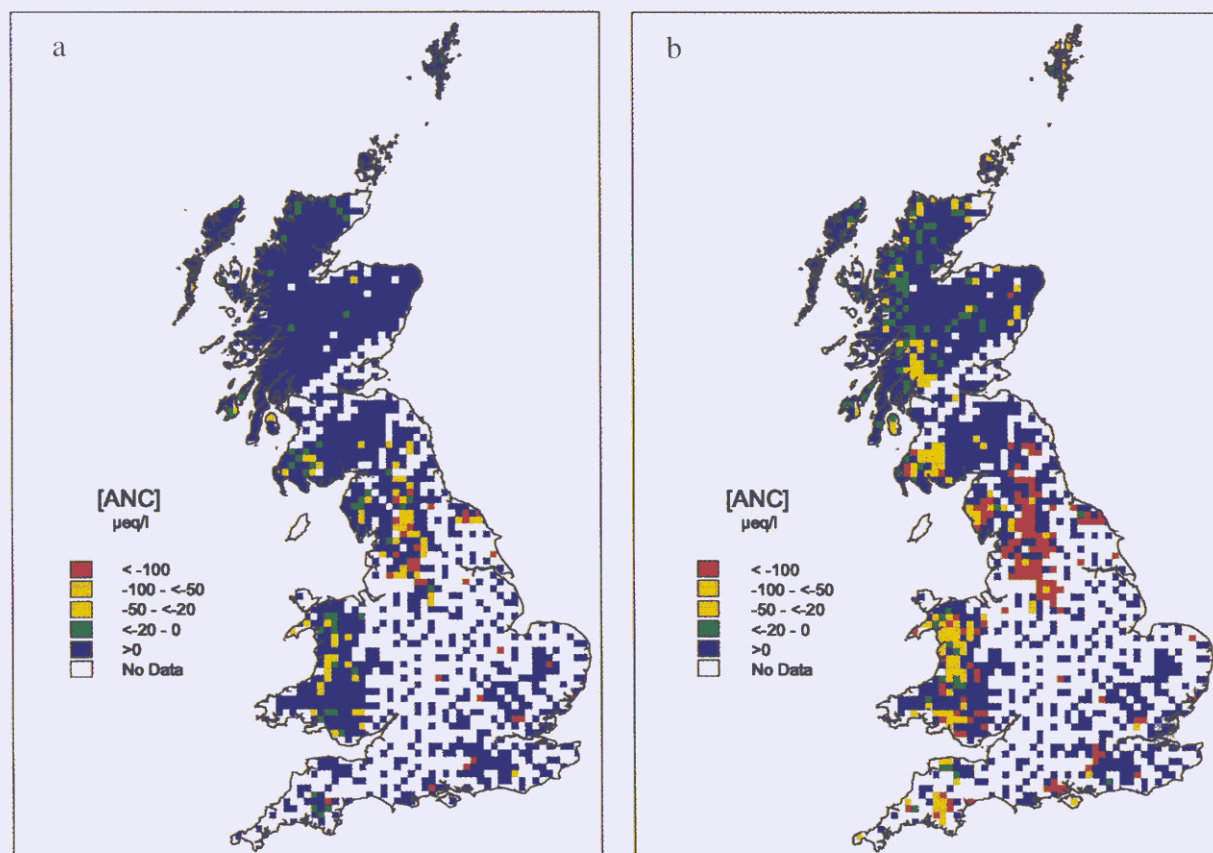 a
[ANC]
µeq/l
< -100
-100 - <-50
-50 - <-20
<-20 - 0
>0
No Data
b
[ANC]
µeq/l
< -100
-100 - <-50
-50 - <-20
<-20 - 0
>0
No Data